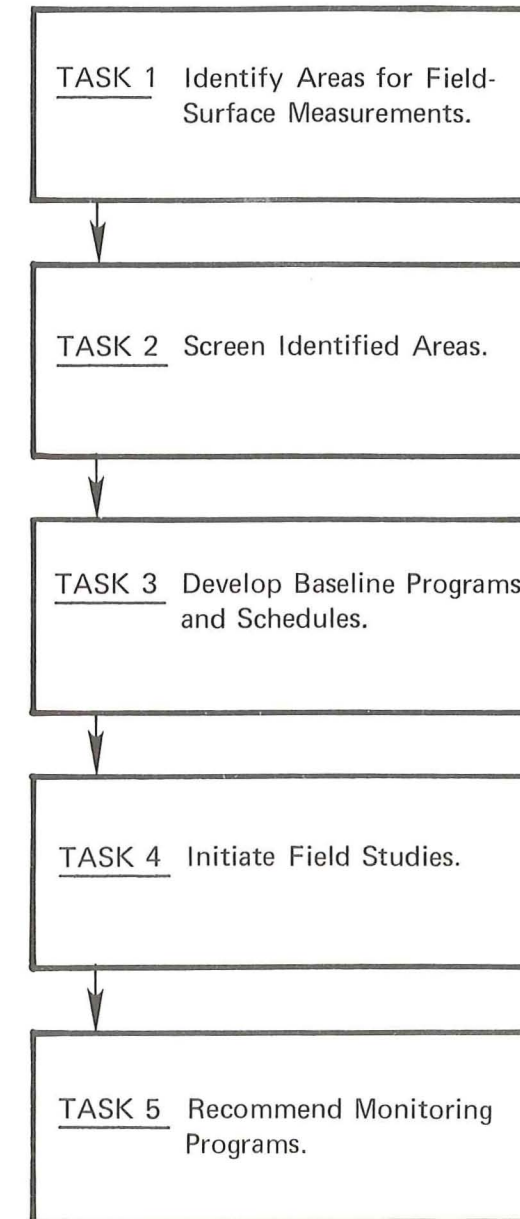 TASK 1 Identify Areas for Field-
Surface Measurements.
TASK 2 Screen Identified Areas.
TASK 3 Develop Baseline Programs
and Schedules.
TASK 4 Initiate Field Studies.
TASK 5 Recommend Monitoring
Programs.